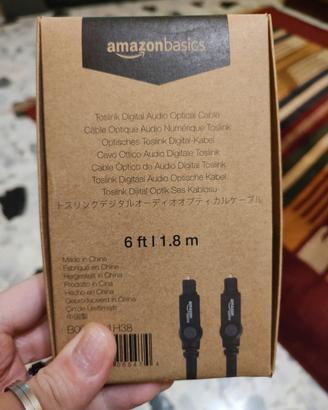 amazonbasics
Toslink Digital Audio Optical Cable
Câble Optique Audio Numérique Toslink
Optisches Toslink Digital-Kabel
Cavo Ottico Audio Digitale Toslink
Cable Óptico de Audio Digital Toslink
Toslink Digitaal Audio Optische Kabel
Toslink Dijital Optik Ses Kablosu
トスリンクデジタルオーディオオプティカルケーブル
6 ft | 1.8 m
Made in China
Fabriqué en Chine
Hergestellt in China
Prodotto in Cina
Hecho en China
Geproduceerd in China
Çin'de Üretilmiştir
中国製
amazon
amazon